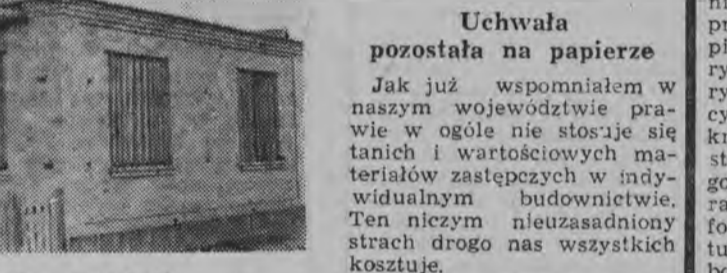 Uchwała
pozostała na papierze
Jak już wspomniałem w
naszym województwie pra-
wie w ogóle nie stosuje się
tanich i wartościowych ma-
teriałów zastępczych w indy-
widualnym budownictwie.
Ten niczym nieuzasadniony
strach drogo nas wszystkich
kosztuje.